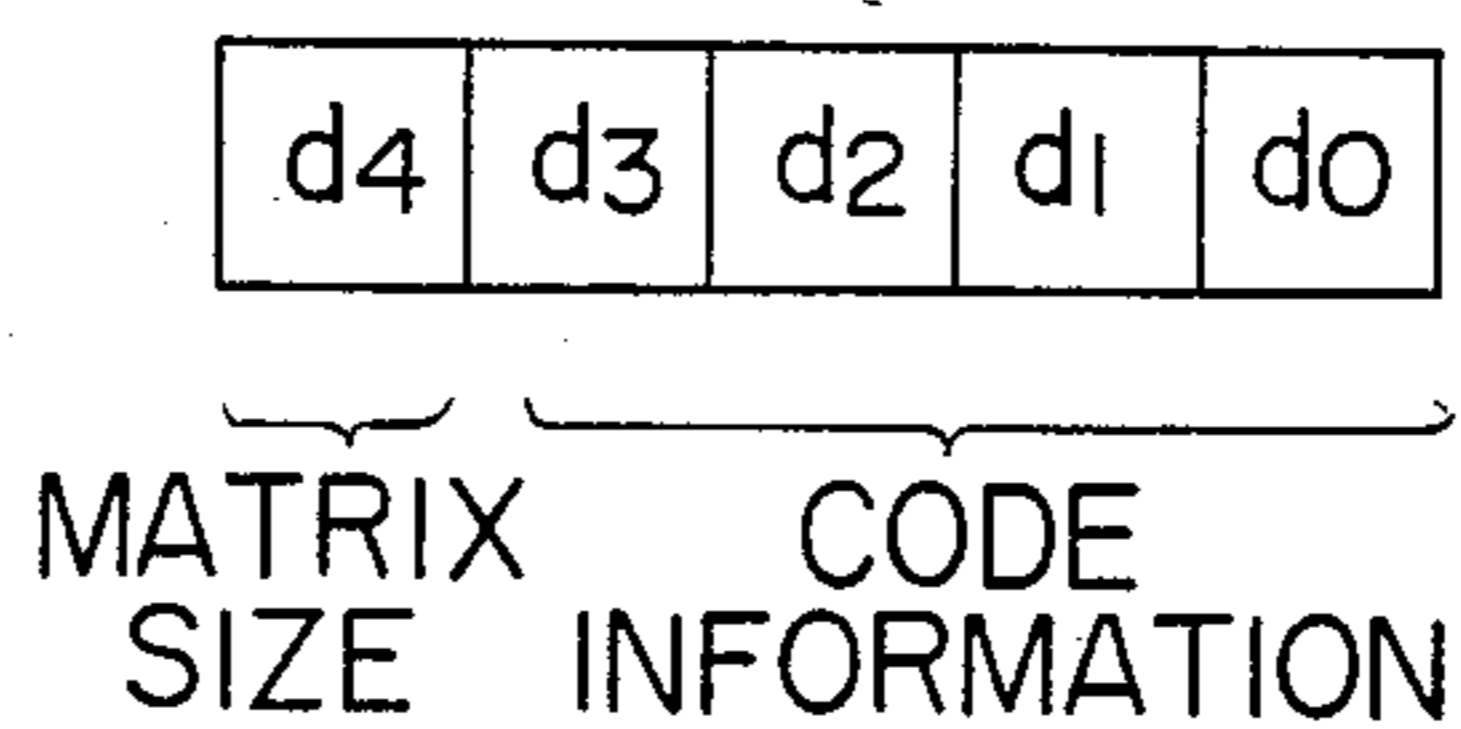 d4 d3 d2 d1 d0
MATRIX CODE
SIZE INFORMATION